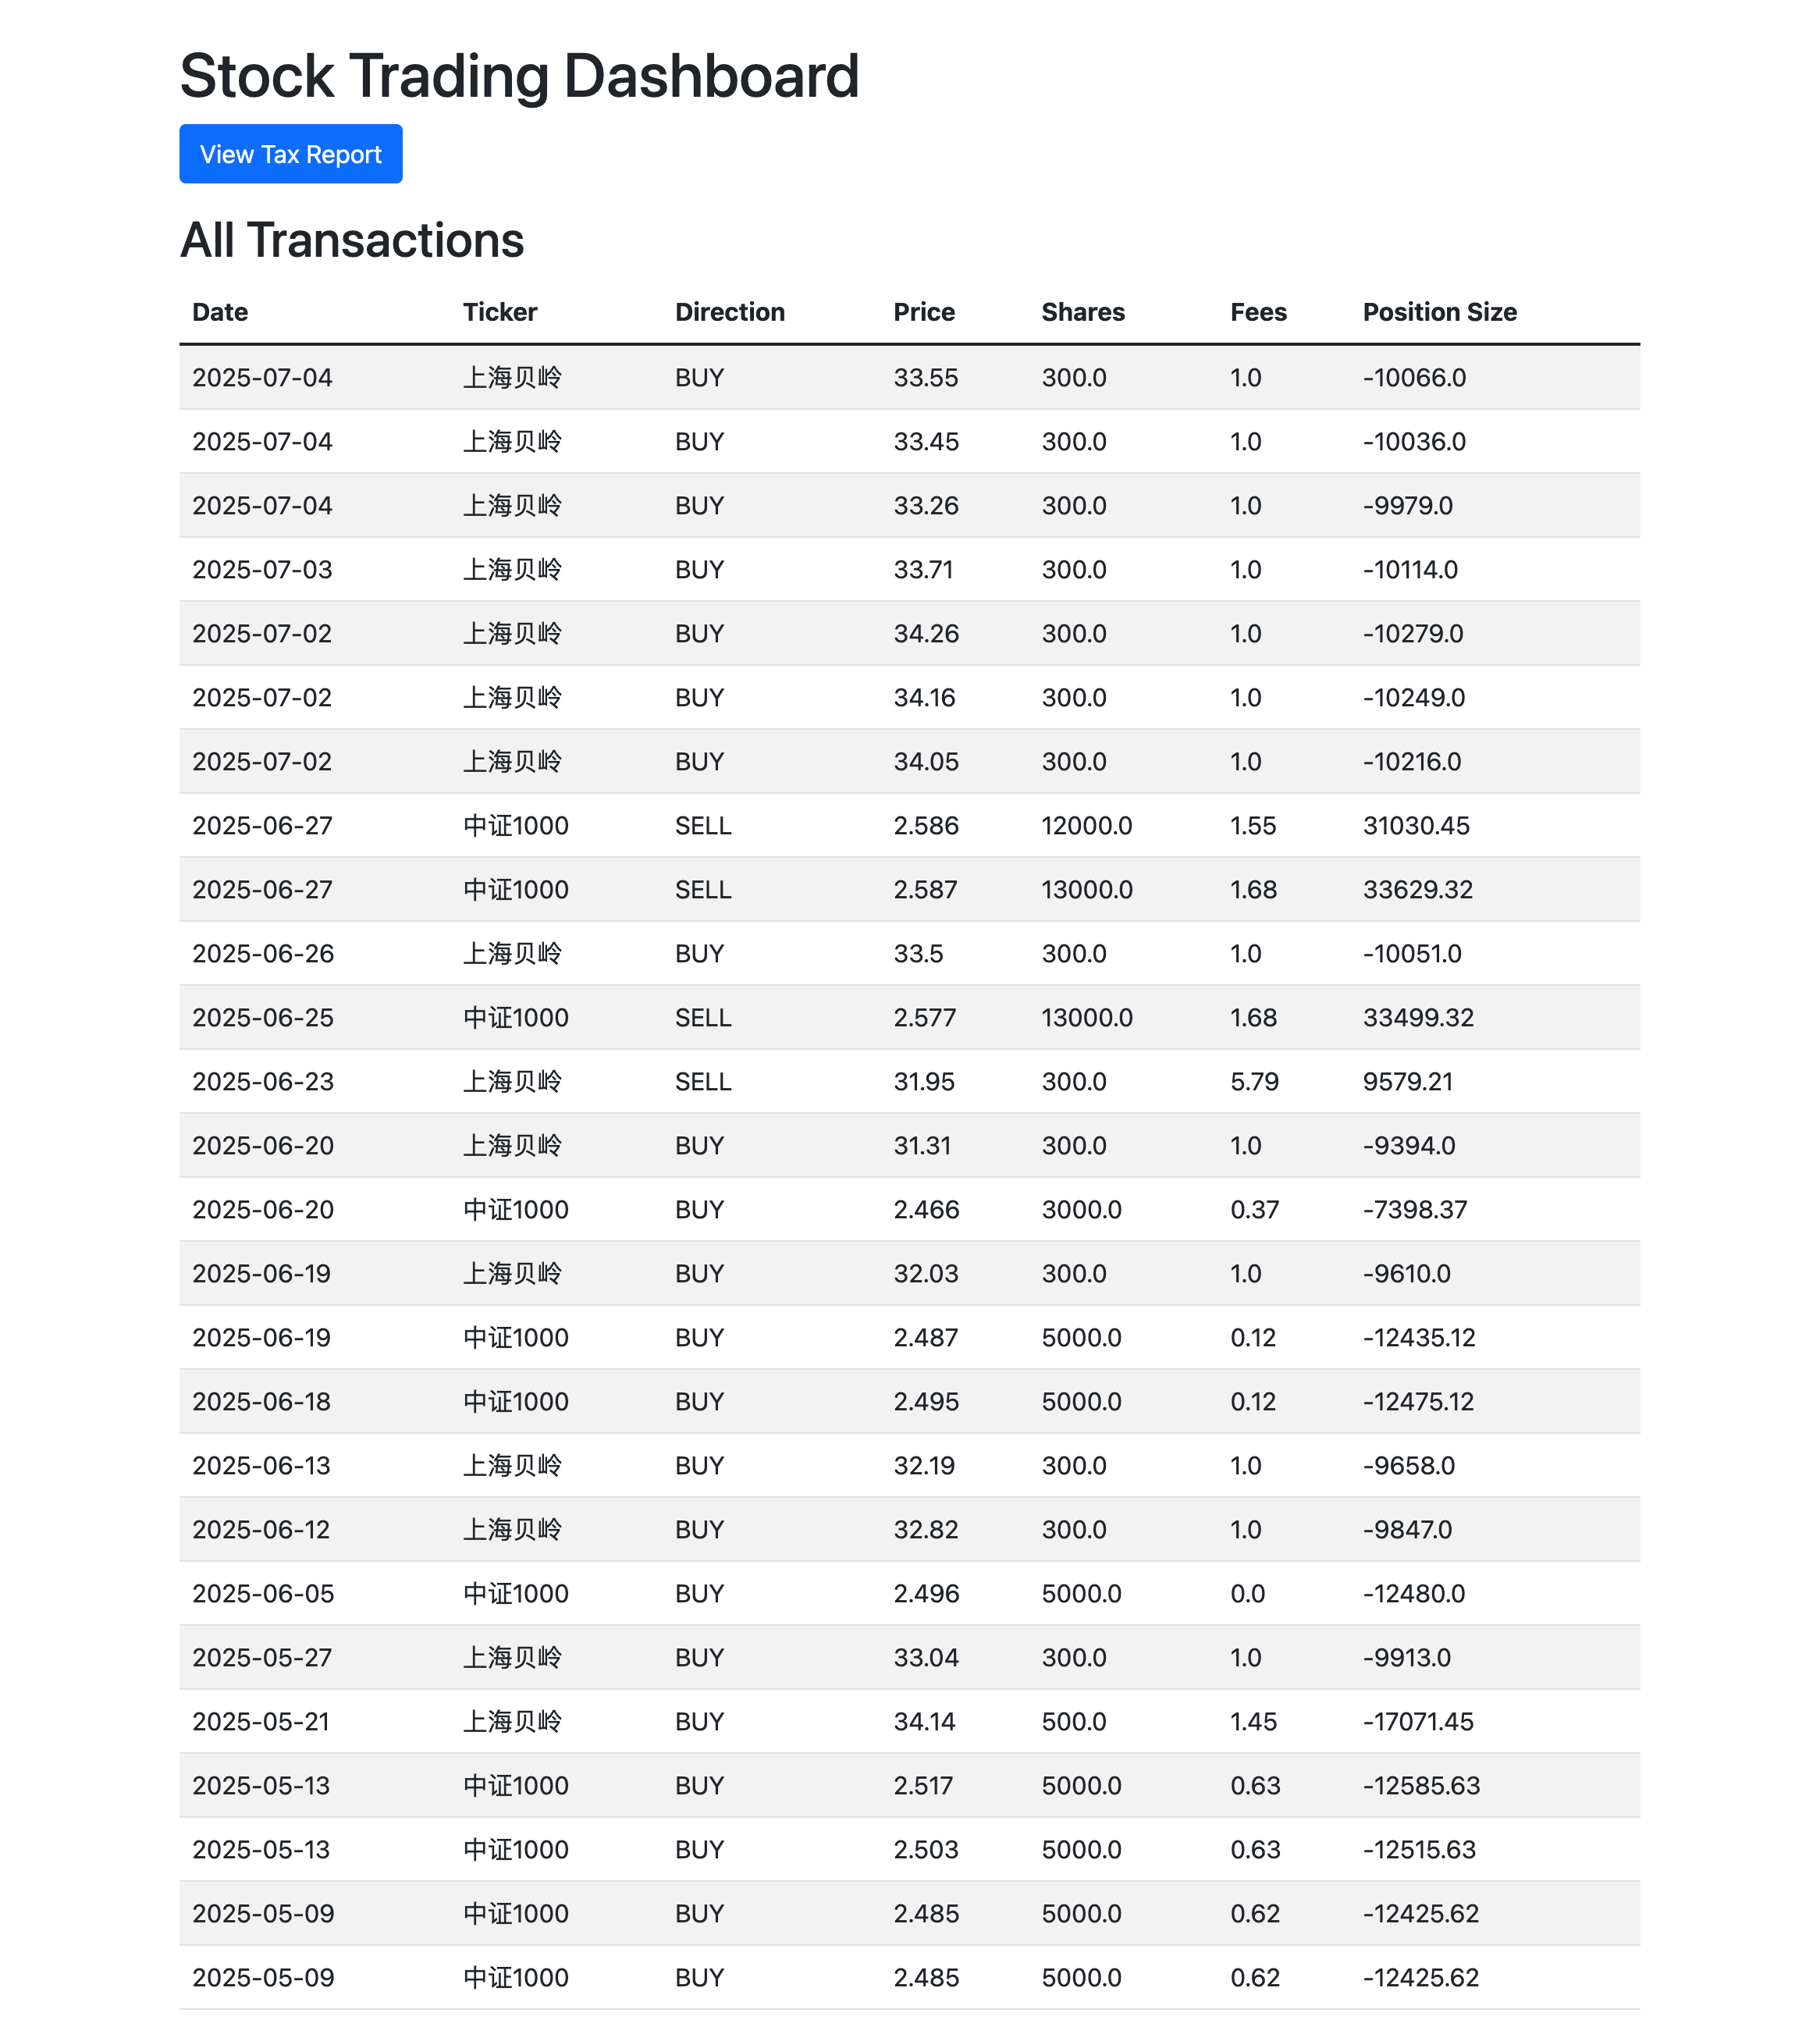 Stock Trading Dashboard
View Tax Report
All Transactions
Date Ticker Direction Price Shares Fees Position Size
2025-07-04 上海贝岭 BUY 33.55 300.0 1.0 -10066.0
2025-07-04 上海贝岭 BUY 33.45 300.0 1.0 -10036.0
2025-07-04 上海贝岭 BUY 33.26 300.0 1.0 -9979.0
2025-07-03 上海贝岭 BUY 33.71 300.0 1.0 -10114.0
2025-07-02 上海贝岭 BUY 34.26 300.0 1.0 -10279.0
2025-07-02 上海贝岭 BUY 34.16 300.0 1.0 -10249.0
2025-07-02 上海贝岭 BUY 34.05 300.0 1.0 -10216.0
2025-06-27 中证1000 SELL 2.586 12000.0 1.55 31030.45
2025-06-27 中证1000 SELL 2.587 13000.0 1.68 33629.32
2025-06-26 上海贝岭 BUY 33.5 300.0 1.0 -10051.0
2025-06-25 中证1000 SELL 2.577 13000.0 1.68 33499.32
2025-06-23 上海贝岭 SELL 31.95 300.0 5.79 9579.21
2025-06-20 上海贝岭 BUY 31.31 300.0 1.0 -9394.0
2025-06-20 中证1000 BUY 2.466 3000.0 0.37 -7398.37
2025-06-19 上海贝岭 BUY 32.03 300.0 1.0 -9610.0
2025-06-19 中证1000 BUY 2.487 5000.0 0.12 -12435.12
2025-06-18 中证1000 BUY 2.495 5000.0 0.12 -12475.12
2025-06-13 上海贝岭 BUY 32.19 300.0 1.0 -9658.0
2025-06-12 上海贝岭 BUY 32.82 300.0 1.0 -9847.0
2025-06-05 中证1000 BUY 2.496 5000.0 0.0 -12480.0
2025-05-27 上海贝岭 BUY 33.04 300.0 1.0 -9913.0
2025-05-21 上海贝岭 BUY 34.14 500.0 1.45 -17071.45
2025-05-13 中证1000 BUY 2.517 5000.0 0.63 -12585.63
2025-05-13 中证1000 BUY 2.503 5000.0 0.63 -12515.63
2025-05-09 中证1000 BUY 2.485 5000.0 0.62 -12425.62
2025-05-09 中证1000 BUY 2.485 5000.0 0.62 -12425.62